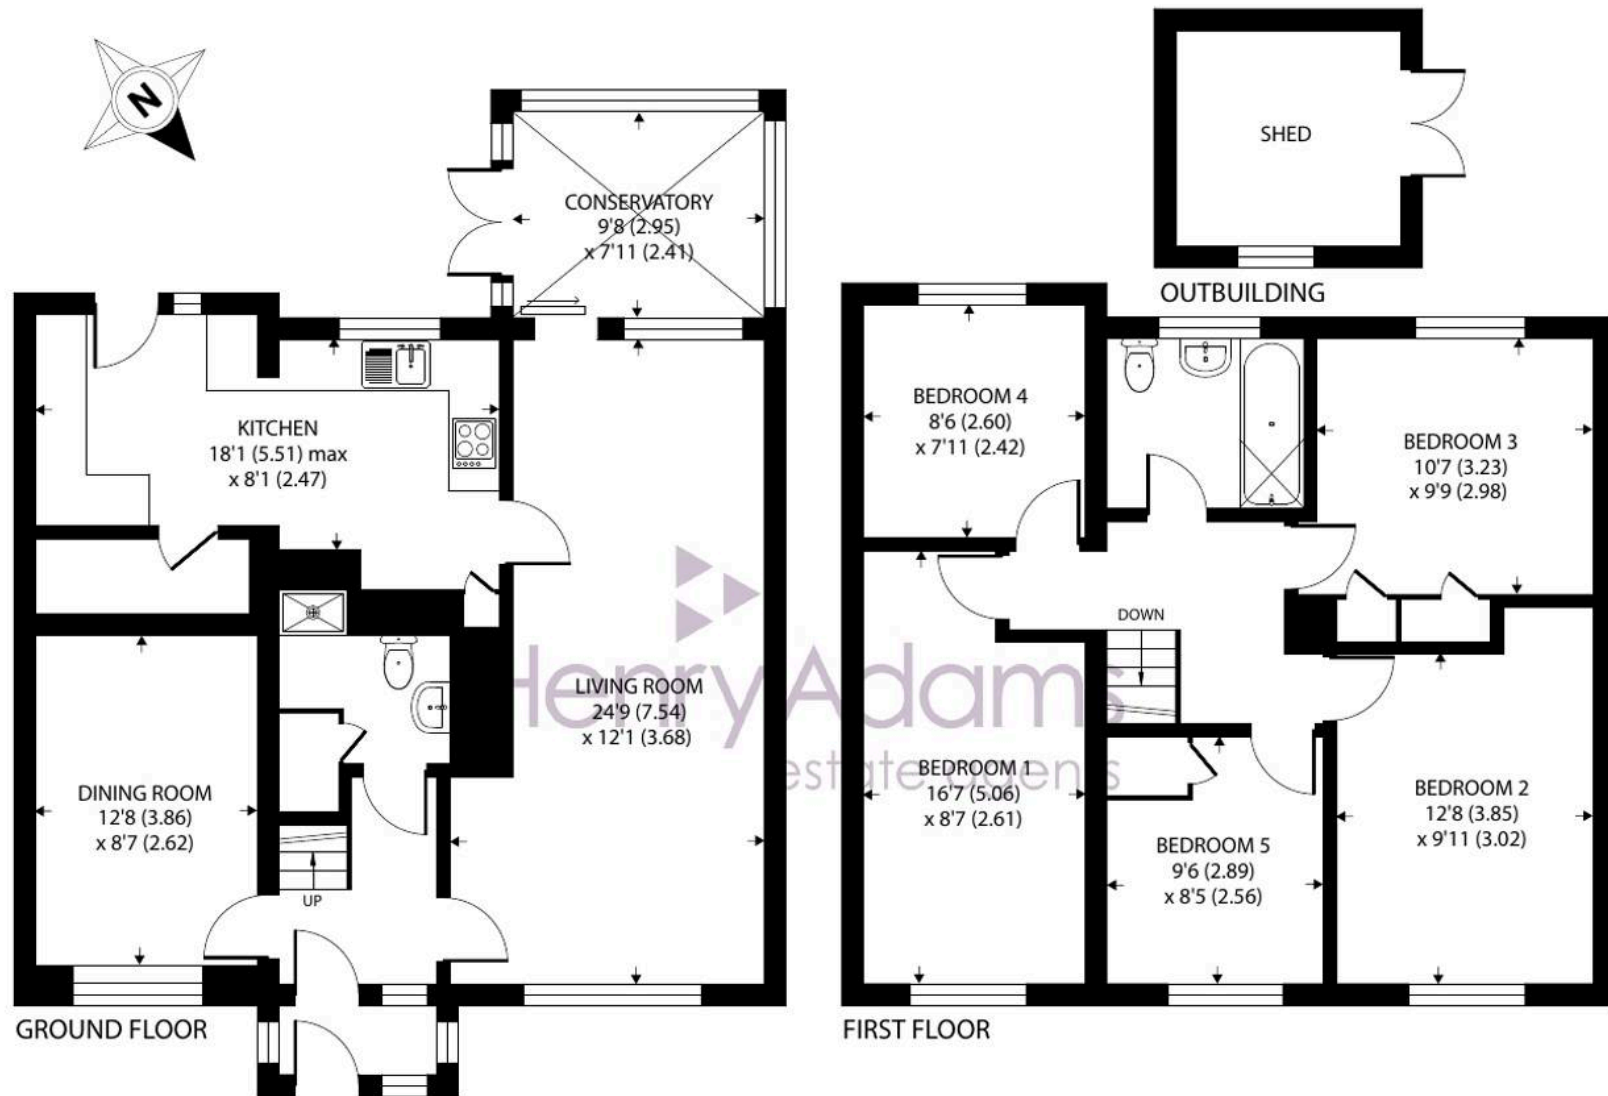 N
CONSERVATORY
9'8 (2.95)
x 7'11 (2.41)
KITCHEN
18'1 (5.51) max
x 8'1 (2.47)
LIVING ROOM
24'9 (7.54)
x 12'1 (3.68)
DINING ROOM
12'8 (3.86)
x 8'7 (2.62)
UP
GROUND FLOOR
SHED
OUTBUILDING
BEDROOM 4
8'6 (2.60)
x 7'11 (2.42)
BEDROOM 3
10'7 (3.23)
x 9'9 (2.98)
DOWN
BEDROOM 1
16'7 (5.06)
x 8'7 (2.61)
BEDROOM 5
9'6 (2.89)
x 8'5 (2.56)
BEDROOM 2
12'8 (3.85)
x 9'11 (3.02)
FIRST FLOOR
Henry Adams
estate agents